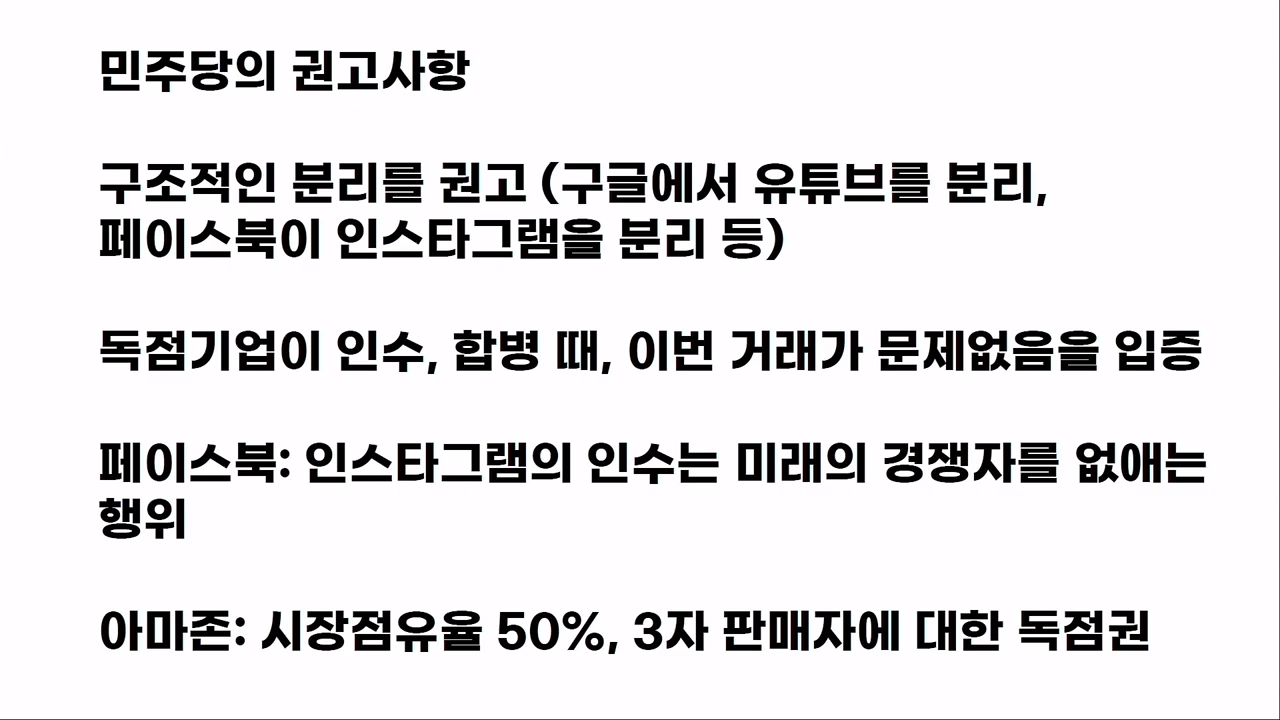 민주당의 권고사항
구조적인 분리를 권고 (구글에서 유튜브를 분리,
페이스북이 인스타그램을 분리 등)
독점기업이 인수, 합병 때, 이번 거래가 문제없음을 입증
페이스북: 인스타그램의 인수는 미래의 경쟁자를 없애는
행위
아마존: 시장점유율 50%, 3자 판매자에 대한 독점권